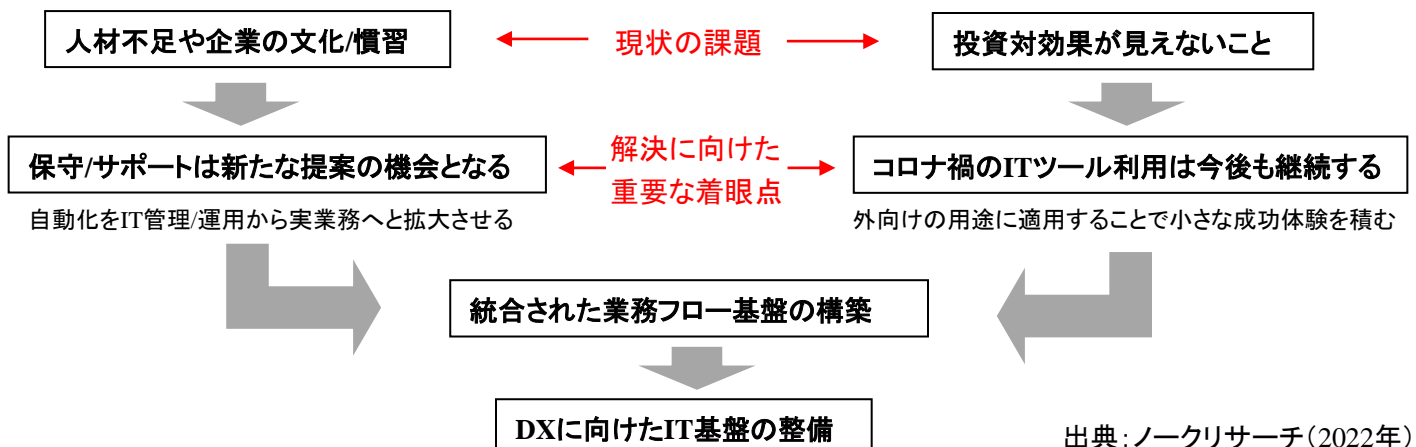 人材不足や企業の文化/慣習
現状の課題
投資対効果が見えないこと
保守/サポートは新たな提案の機会となる
解決に向けた
重要な着眼点
コロナ禍のITツール利用は今後も継続する
自動化をIT管理/運用から実業務へと拡大させる
外向けの用途に適用することで小さな成功体験を積む
統合された業務フロー基盤の構築
DXに向けたIT基盤の整備
出典:ノークリサーチ(2022年)